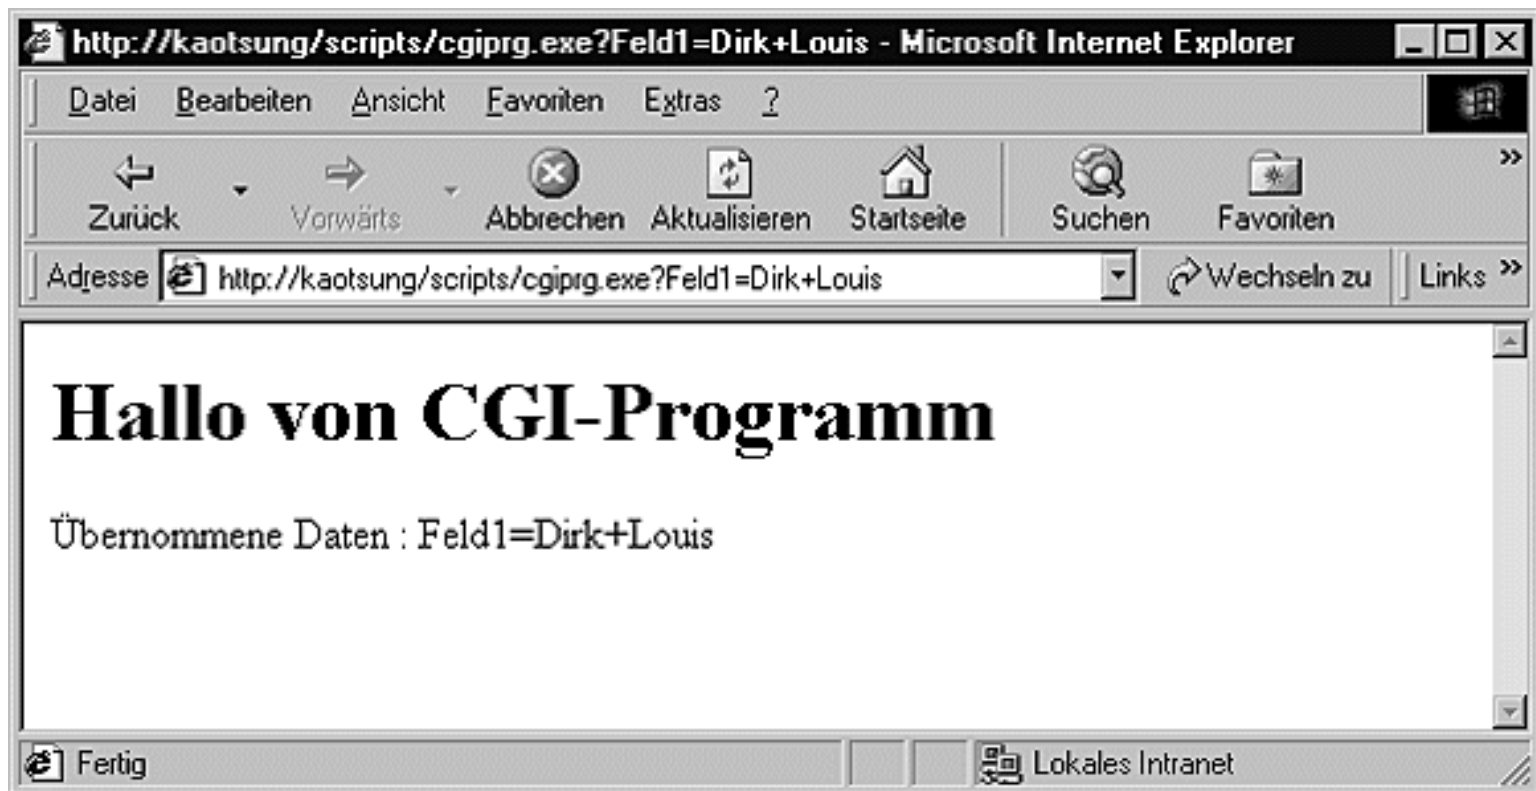 http://kaotsung/scripts/cgiprg.exe?Feld1=Dirk+Louis - Microsoft Internet Explorer
Datei Bearbeiten Ansicht Favoriten Extras ?
Zurück Vorwärts Abbrechen Aktualisieren Startseite Suchen Favoriten »
Adresse http://kaotsung/scripts/cgiprg.exe?Feld1=Dirk+Louis Wechseln zu Links »
Hallo von CGI-Programm
Übernommene Daten : Feld1=Dirk+Louis
Fertig Lokales Intranet